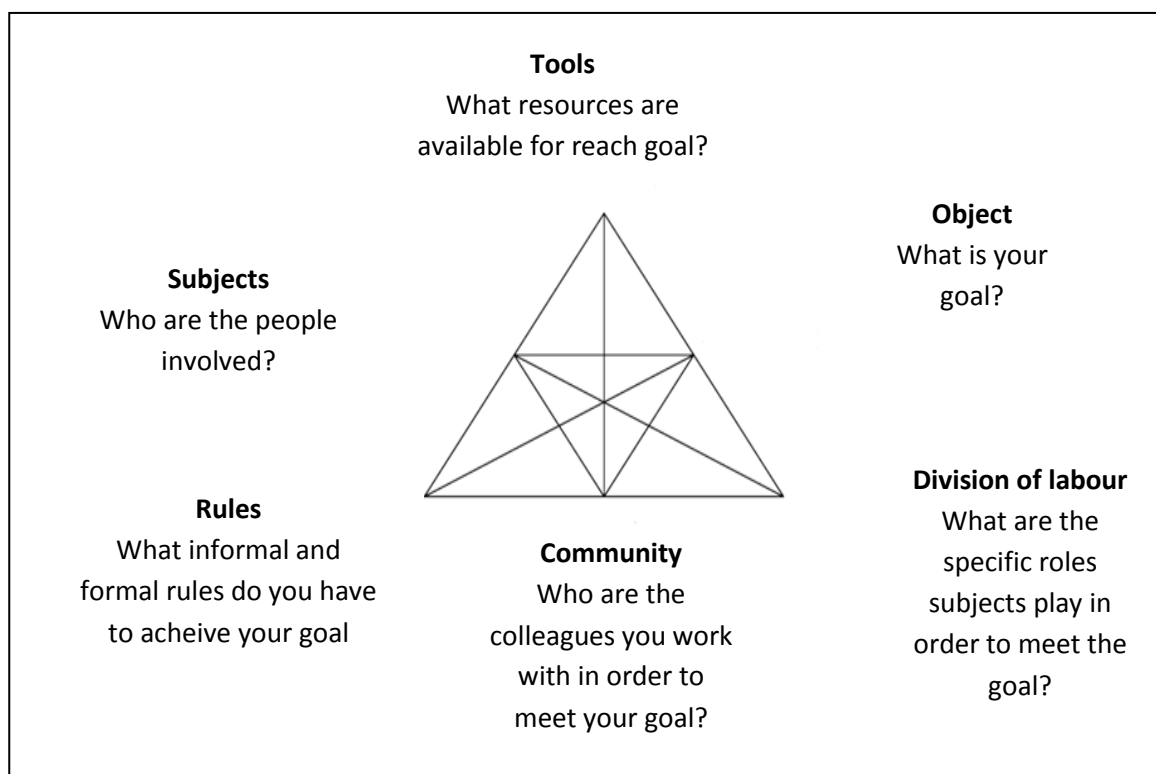 Tools
What resources are
available for reach goal?
Object
What is your
goal?
Subjects
Who are the people
involved?
Division of labour
What are the
specific roles
subjects play in
order to meet the
goal?
Rules
What informal and
formal rules do you have
to acheive your goal
Community
Who are the
colleagues you work
with in order to
meet your goal?